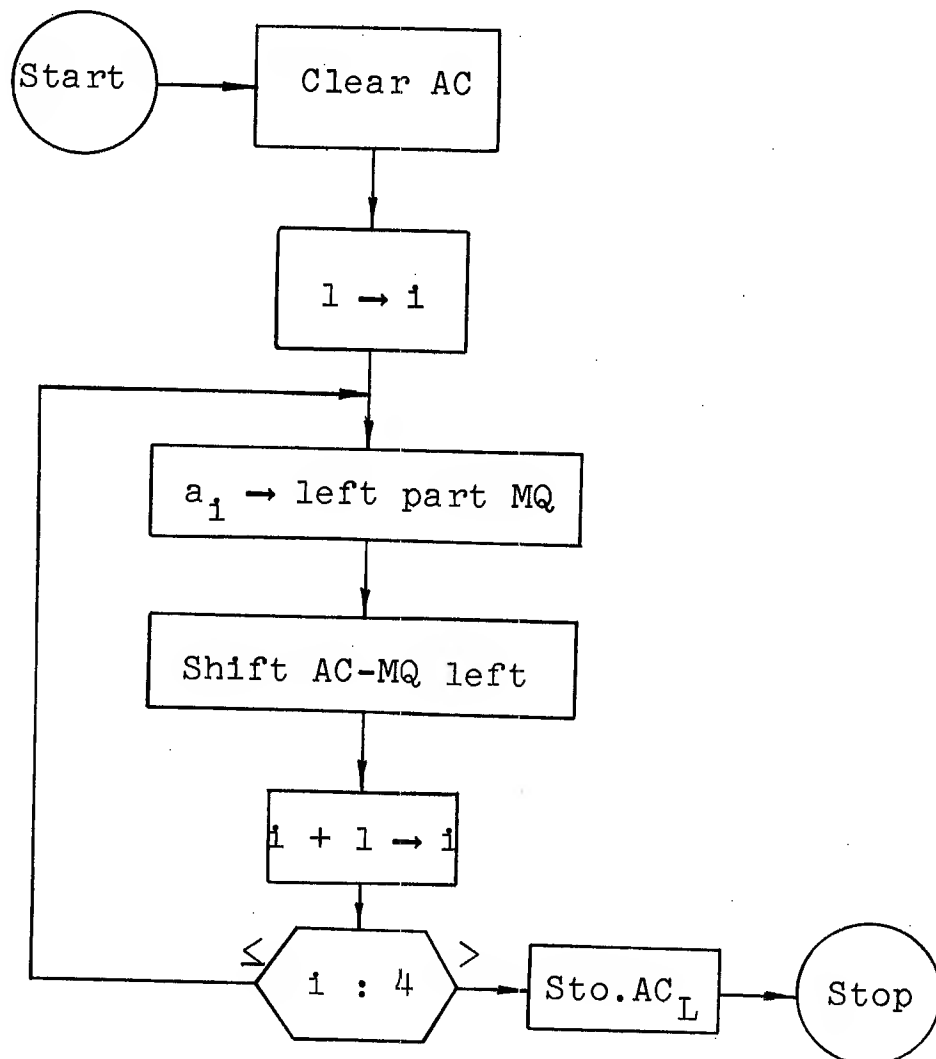 Start
Clear AC
1 → i
a_i → left part MQ
Shift AC-MQ left
i + 1 → i
≤
i : 4
>
Sto.AC_L
Stop